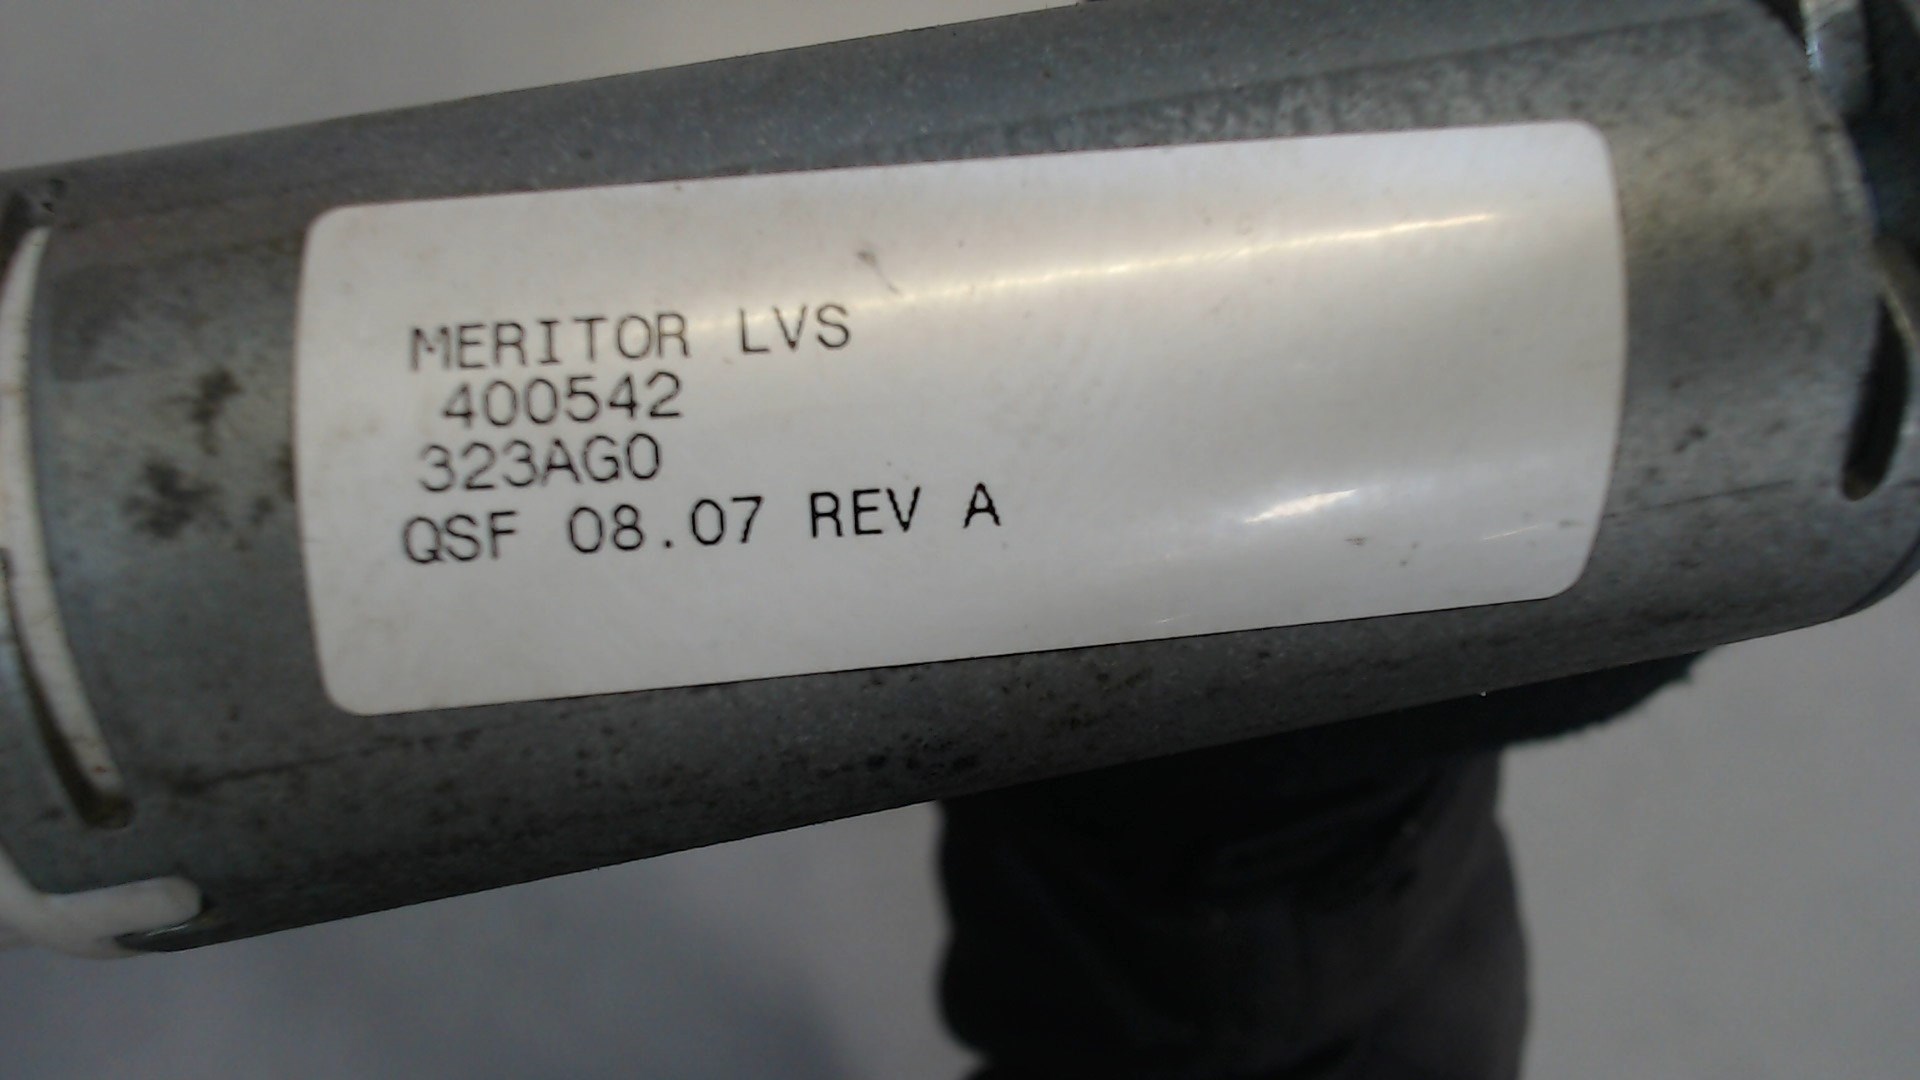 MERITOR LVS
400542
323AG0
QSF 08.07 REV A